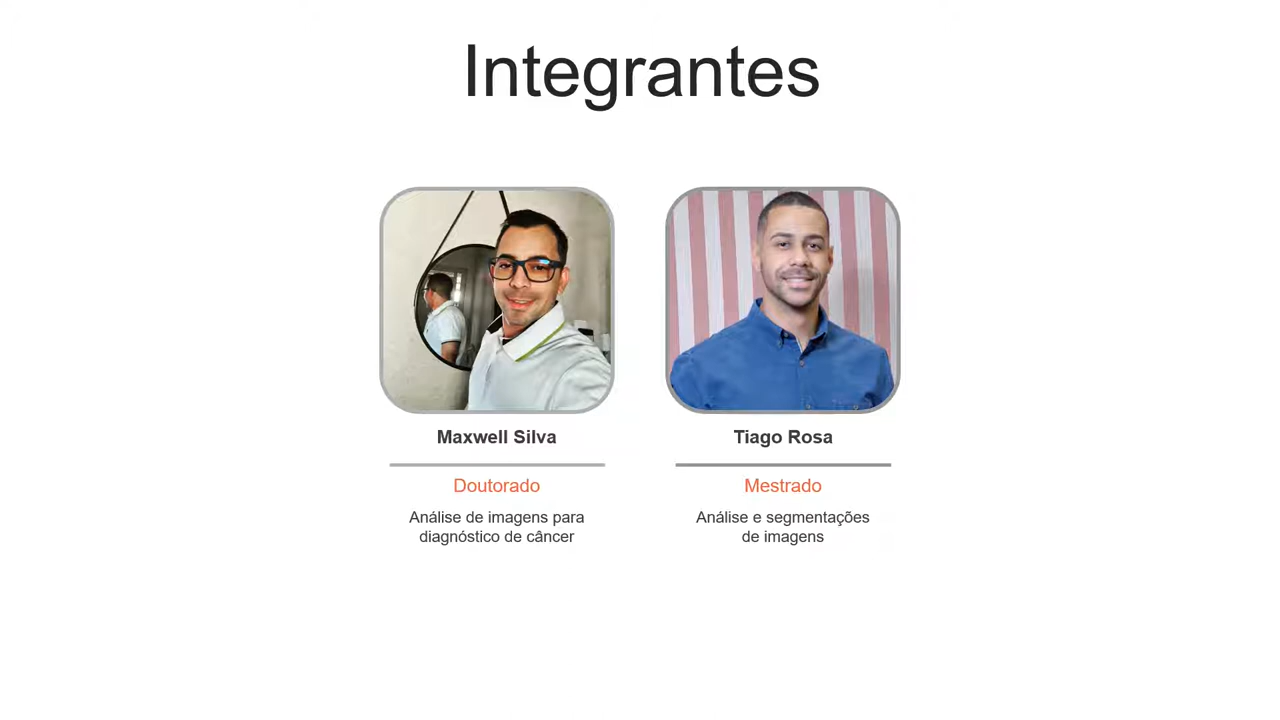 Integrantes
Maxwell Silva
Doutorado
Análise de imagens para
diagnóstico de câncer
Tiago Rosa
Mestrado
Análise e segmentações
de imagens